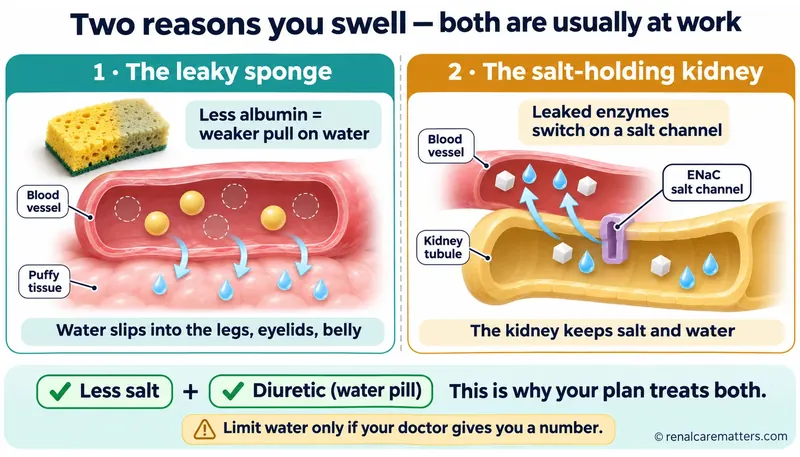 Two reasons you swell — both are usually at work
1 · The leaky sponge
Less albumin =
weaker pull on water
Blood
vessel
Puffy
tissue
Water slips into the legs, eyelids, belly
2 · The salt-holding kidney
Leaked enzymes
switch on a salt channel
Blood
vessel
ENaC
salt channel
Kidney
tubule
The kidney keeps salt and water
Less salt + Diuretic (water pill) This is why your plan treats both.
Limit water only if your doctor gives you a number.
© renalcarematters.com